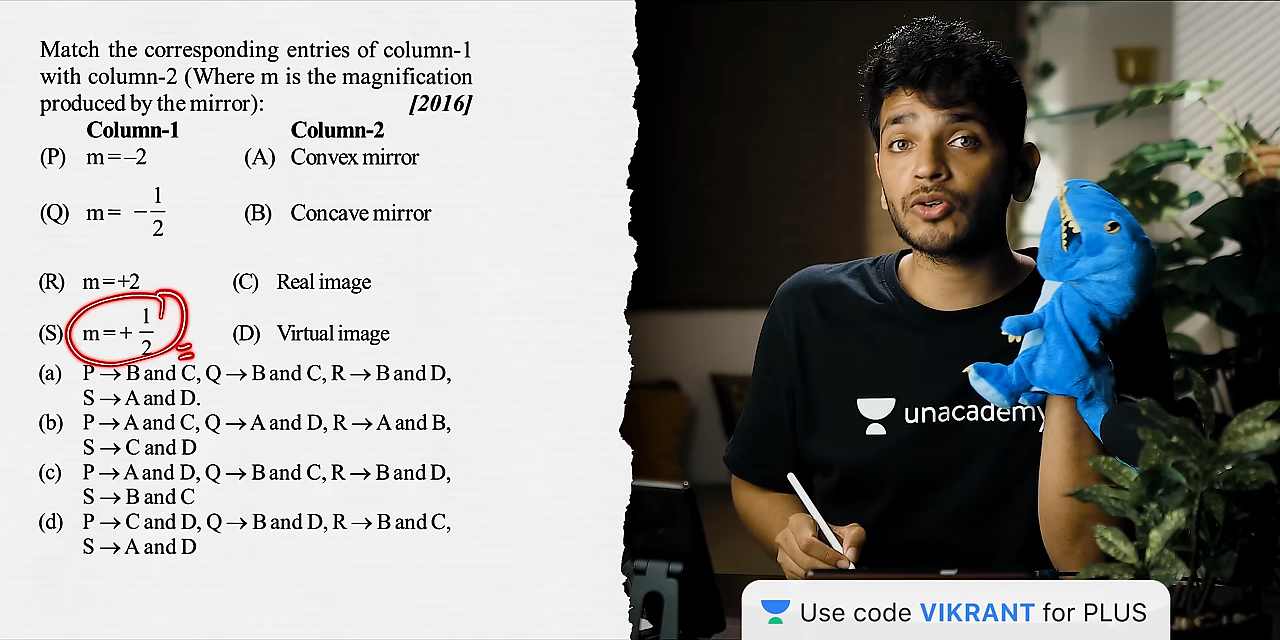 Match the corresponding entries of column-1
with column-2 (Where m is the magnification
produced by the mirror): [2016]
Column-1 Column-2
(P) m=–2 (A) Convex mirror
(Q) m= -1/2 (B) Concave mirror
(R) m=+2 (C) Real image
(S) m=+ 1/2 (D) Virtual image
(a) P→B and C, Q→B and C, R→B and D,
S→A and D.
(b) P→A and C, Q→A and D, R→A and B,
S→C and D
(c) P→A and D, Q→B and C, R→B and D,
S→B and C
(d) P→C and D, Q→B and D, R→B and C,
S→A and D
unacademy
Use code VIKRANT for PLUS